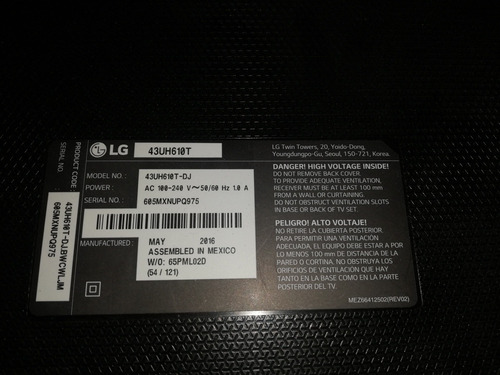 PRODUCT CODE
SERIAL NO
43UH610T-DJ.BWCWLJM
605MXNUPQ975
LG
43UH610T
MODEL NO. : 43UH610T-DJ
POWER : AC 100-240 V~50/60 Hz 1.0 A
SERIAL NO. : 605MXNUPQ975
MANUFACTURED : MAY 2016
ASSEMBLED IN MEXICO
W/O: 65PML02D
(54 / 121)
LG Twin Towers, 20, Yoido-Dong,
Youngdungpo-Gu, Seoul, 150-721, Korea.
DANGER! HIGH VOLTAGE INSIDE!
DO NOT REMOVE BACK COVER.
TO PROVIDE ADEQUATE VENTILATION,
RECEIVER MUST BE AT LEAST 100 mm
FROM A WALL OR CURTAINING.
DO NOT OBSTRUCT VENTILATION SLOTS
IN BASE OR BACK OF TV SET.
PELIGRO! ALTO VOLTAJE!
NO RETIRE LA CUBIERTA POSTERIOR.
PARA PERMITIR UNA VENTILACIÓN
ADECUADA, EL EQUIPO DEBE ESTAR A POR
LO MENOS 100 mm DE DISTANCIA DE LA
PARED O CORTINA. NO OBSTRUYA LOS
ORIFICIOS DE VENTILACIÓN QUE HAY
TANTO EN LA BASE COMO EN LA PARTE
POSTERIOR DEL TV.
MEZ66412502(REV02)